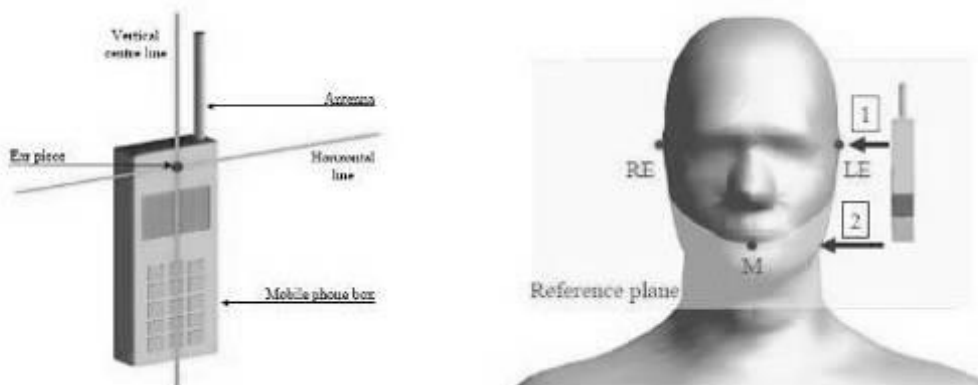 Vertical
centre line
Antenna
Ear piece
Horizontal
line
Mobile phone box
1
RE
LE
2
M
Reference plane